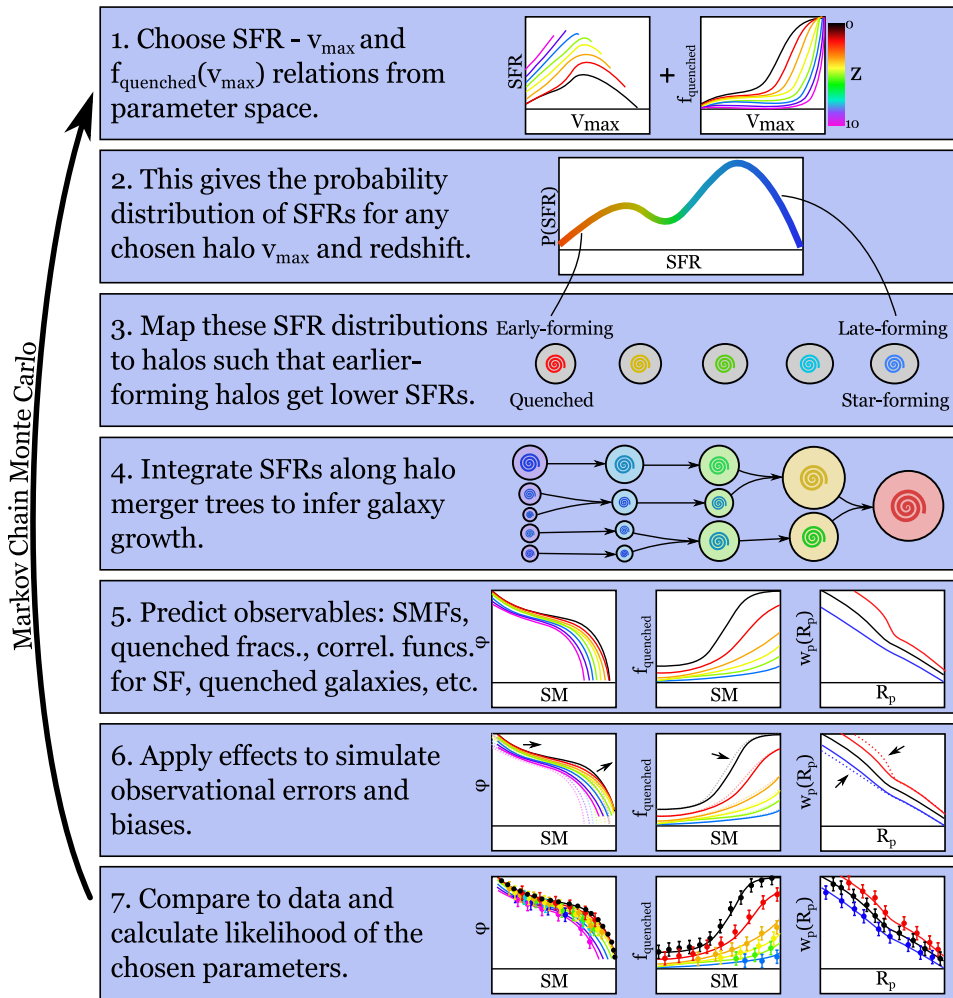 Markov Chain Monte Carlo
1. Choose SFR - vmax and
fquenched(vmax) relations from
parameter space.
SFR
Vmax
+
fquenched
Vmax
0
Z
10
2. This gives the probability
distribution of SFRs for any
chosen halo vmax and redshift.
P(SFR)
SFR
3. Map these SFR distributions
to halos such that earlier-
forming halos get lower SFRs.
Early-forming
Late-forming
Quenched
Star-forming
4. Integrate SFRs along halo
merger trees to infer galaxy
growth.
5. Predict observables: SMFs,
quenched fracs., correl. funcs.
for SF, quenched galaxies, etc.
φ
SM
fquenched
SM
wp(Rp)
Rp
6. Apply effects to simulate
observational errors and
biases.
φ
SM
fquenched
SM
wp(Rp)
Rp
7. Compare to data and
calculate likelihood of the
chosen parameters.
φ
SM
fquenched
SM
wp(Rp)
Rp